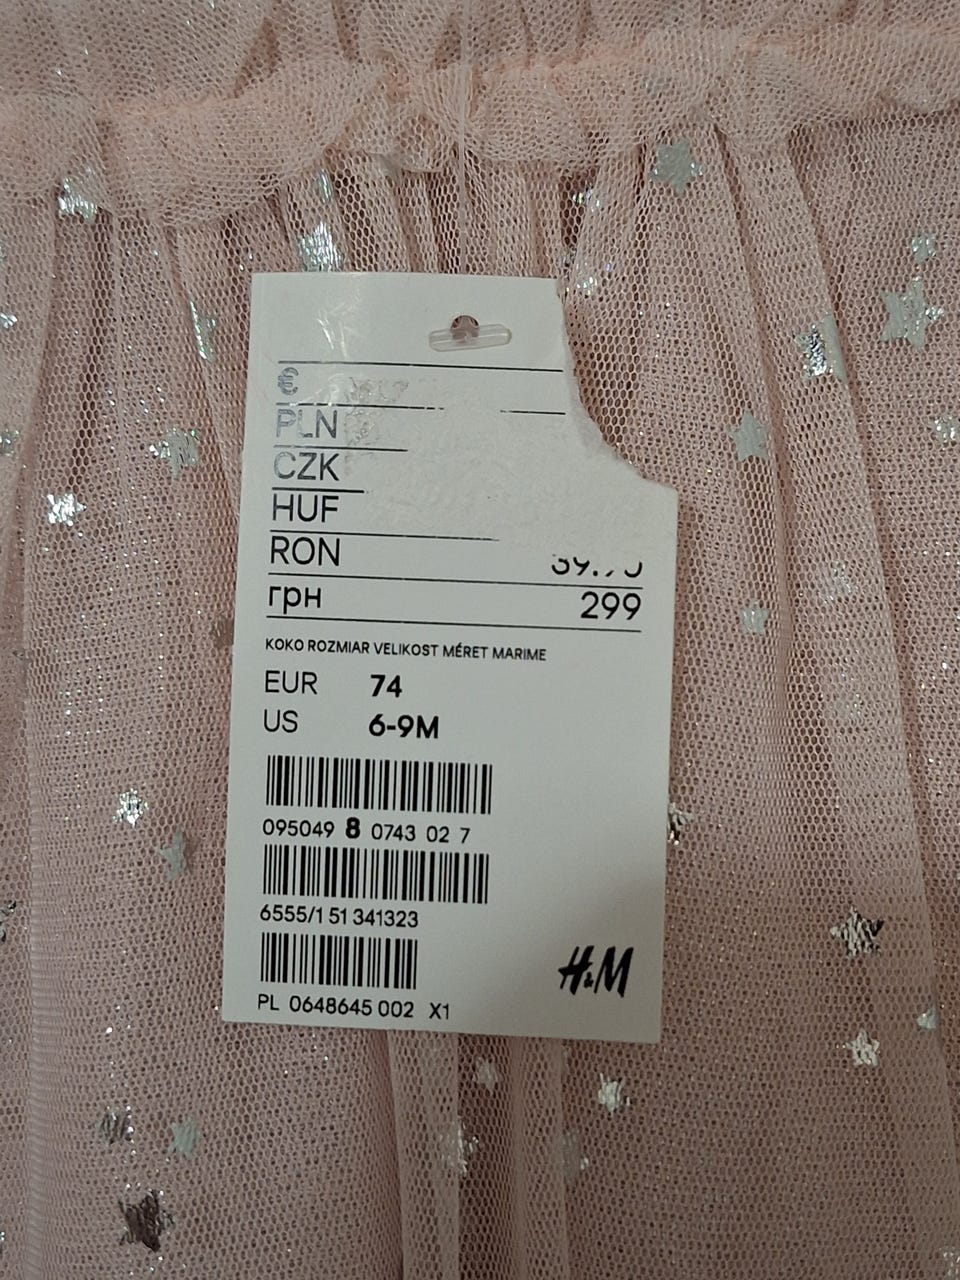 €
PLN
CZK
HUF
RON
грн 299
KOKO ROZMIAR VELIKOST MÉRET MARIME
EUR 74
US 6-9M
095049 8 0743 02 7
6555/1 51 341323
H&M
PL 0648645 002 X1